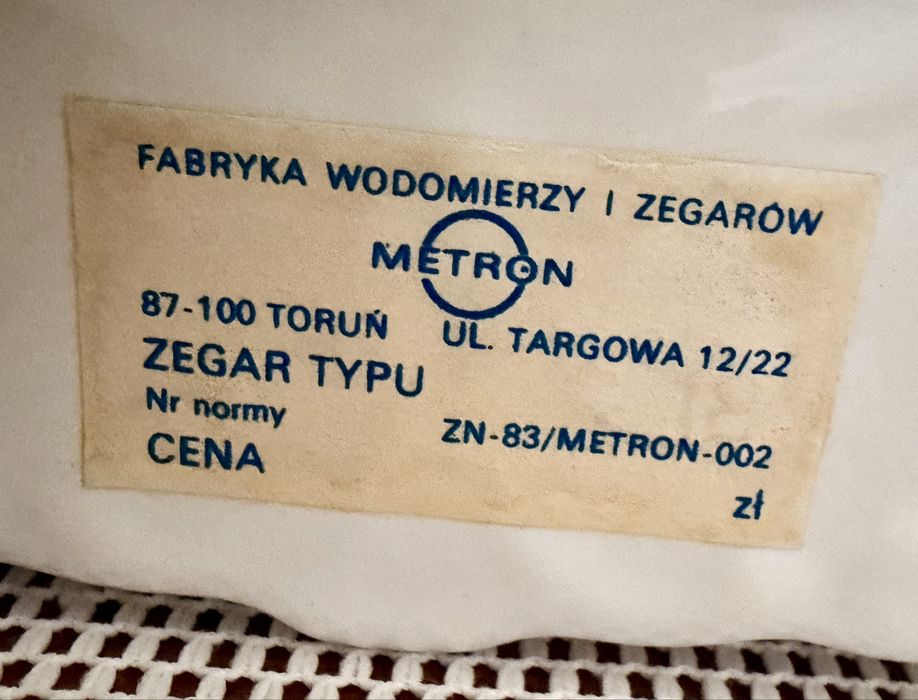 FABRYKA WODOMIERZY I ZEGARÓW
METRON
87-100 TORUŃ UL. TARGOWA 12/22
ZEGAR TYPU
Nr normy ZN-83/METRON-002
CENA zł